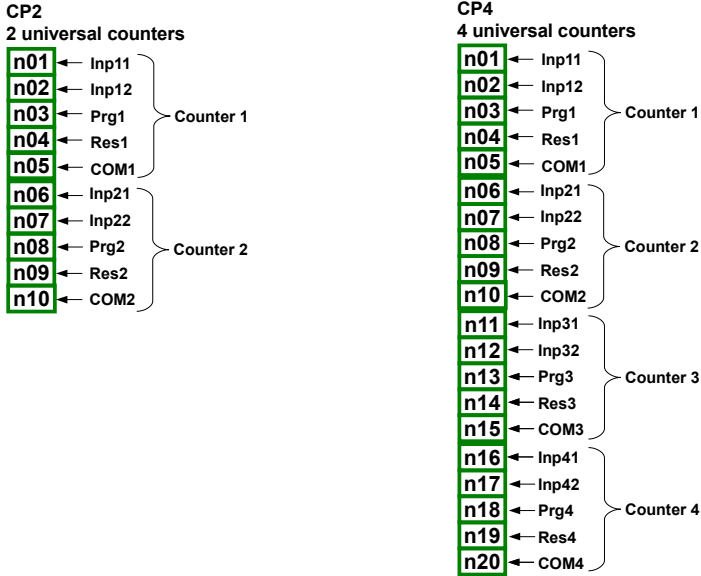 CP2
2 universal counters
n01 Inp11
n02 Inp12
n03 Prg1
Counter 1
n04 Res1
n05 COM1
n06 Inp21
n07 Inp22
n08 Prg2
Counter 2
n09 Res2
n10 COM2
CP4
4 universal counters
n01 Inp11
n02 Inp12
n03 Prg1
Counter 1
n04 Res1
n05 COM1
n06 Inp21
n07 Inp22
n08 Prg2
Counter 2
n09 Res2
n10 COM2
n11 Inp31
n12 Inp32
n13 Prg3
Counter 3
n14 Res3
n15 COM3
n16 Inp41
n17 Inp42
n18 Prg4
Counter 4
n19 Res4
n20 COM4